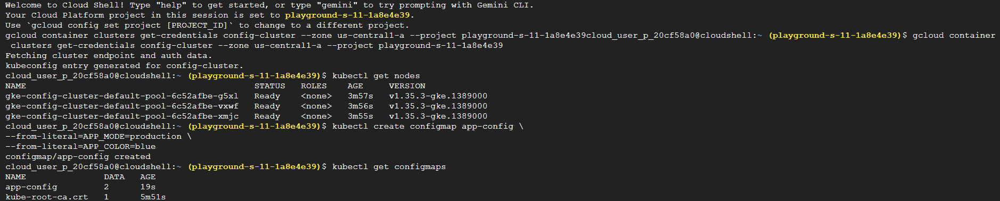 Welcome to Cloud Shell! Type "help" to get started, or type "gemini" to try prompting with Gemini CLI.
Your Cloud Platform project in this session is set to playground-s-11-1a8e4e39.
Use `gcloud config set project [PROJECT_ID]` to change to a different project.
gcloud container clusters get-credentials config-cluster --zone us-central1-a --project playground-s-11-1a8e4e39cloud_user_p_20cf58a0@cloudshell:~ (playground-s-11-1a8e4e39)$ gcloud container
 clusters get-credentials config-cluster --zone us-central1-a --project playground-s-11-1a8e4e39
Fetching cluster endpoint and auth data.
kubeconfig entry generated for config-cluster.
cloud_user_p_20cf58a0@cloudshell:~ (playground-s-11-1a8e4e39)$ kubectl get nodes
NAME                                            STATUS   ROLES    AGE     VERSION
gke-config-cluster-default-pool-6c52afbe-g5xl   Ready    <none>   3m57s   v1.35.3-gke.1389000
gke-config-cluster-default-pool-6c52afbe-vxwf   Ready    <none>   3m56s   v1.35.3-gke.1389000
gke-config-cluster-default-pool-6c52afbe-xmjc   Ready    <none>   3m55s   v1.35.3-gke.1389000
cloud_user_p_20cf58a0@cloudshell:~ (playground-s-11-1a8e4e39)$ kubectl create configmap app-config \
--from-literal=APP_MODE=production \
--from-literal=APP_COLOR=blue
configmap/app-config created
cloud_user_p_20cf58a0@cloudshell:~ (playground-s-11-1a8e4e39)$ kubectl get configmaps
NAME               DATA   AGE
app-config         2      19s
kube-root-ca.crt   1      5m51s